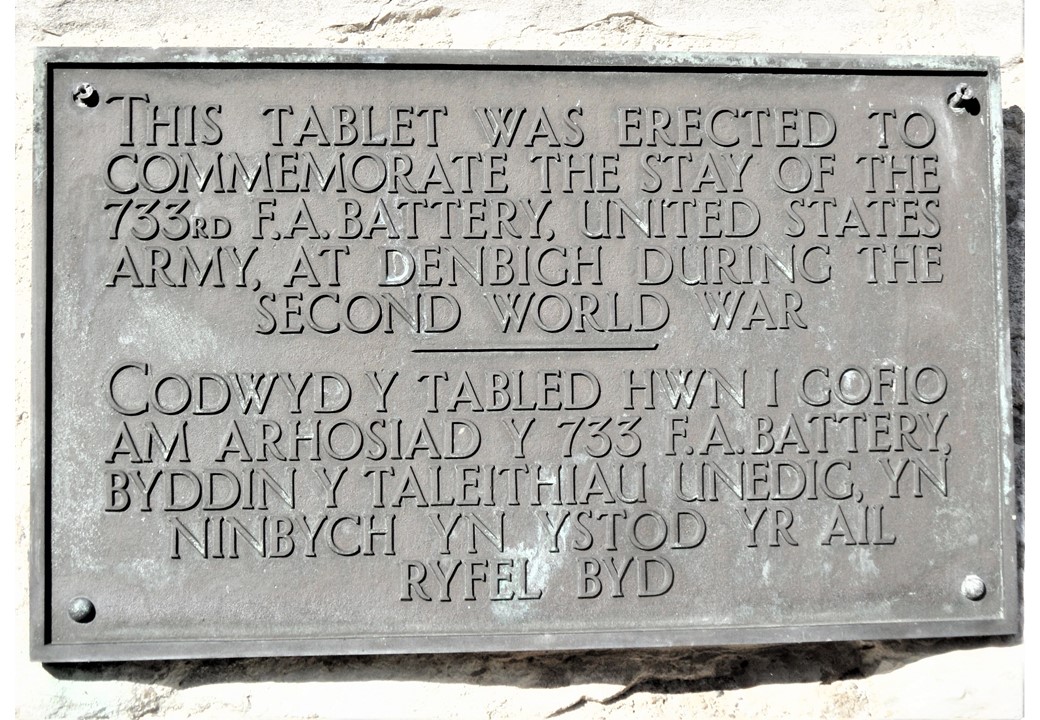 THIS TABLET WAS ERECTED TO
COMMEMORATE THE STAY OF THE
733RD F.A. BATTERY, UNITED STATES
ARMY, AT DENBIGH DURING THE
SECOND WORLD WAR
CODWYD Y TABLED HWN I GOFIO
AM ARHOSIAD Y 733 F.A. BATTERY,
BYDDIN Y TALEITHIAU UNEDIG, YN
NINBYCH YN YSTOD YR AIL
RYFEL BYD